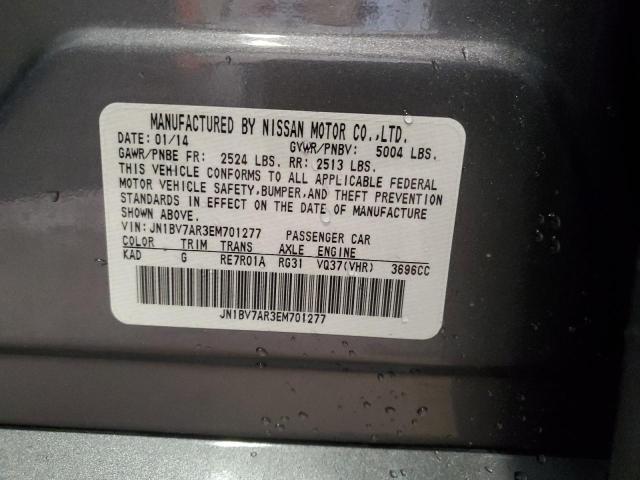 MANUFACTURED BY NISSAN MOTOR CO.,LTD.
DATE: 01/14 GVWR/PNBV: 5004 LBS.
GAWR/PNBE FR: 2524 LBS. RR: 2513 LBS.
THIS VEHICLE CONFORMS TO ALL APPLICABLE FEDERAL
MOTOR VEHICLE SAFETY,BUMPER,AND THEFT PREVENTION
STANDARDS IN EFFECT ON THE DATE OF MANUFACTURE
SHOWN ABOVE.
VIN: JN1BV7AR3EM701277 PASSENGER CAR
COLOR TRIM TRANS AXLE ENGINE
KAD G RE7R01A RG31 VQ37(VHR) 3696CC
JN1BV7AR3EM701277